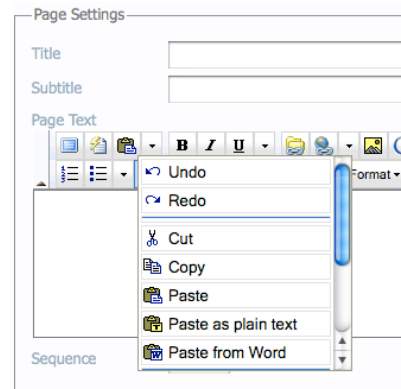 Page Settings
Title
Subtitle
Page Text
B I U
Format
Undo
Redo
Cut
Copy
Paste
Paste as plain text
Paste from Word
Sequence